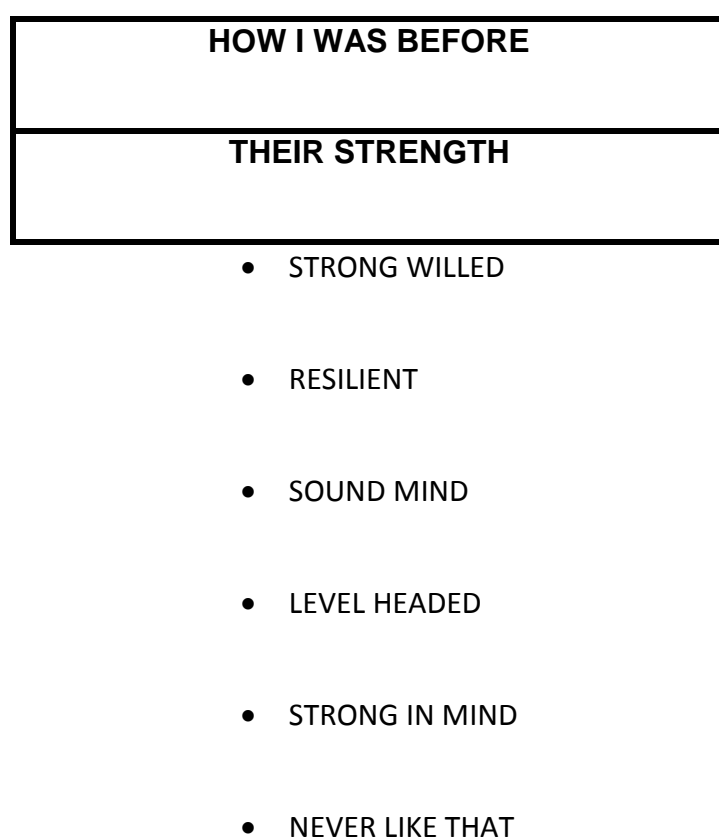 HOW I WAS BEFORE
THEIR STRENGTH
• STRONG WILLED
• RESILIENT
• SOUND MIND
• LEVEL HEADED
• STRONG IN MIND
• NEVER LIKE THAT